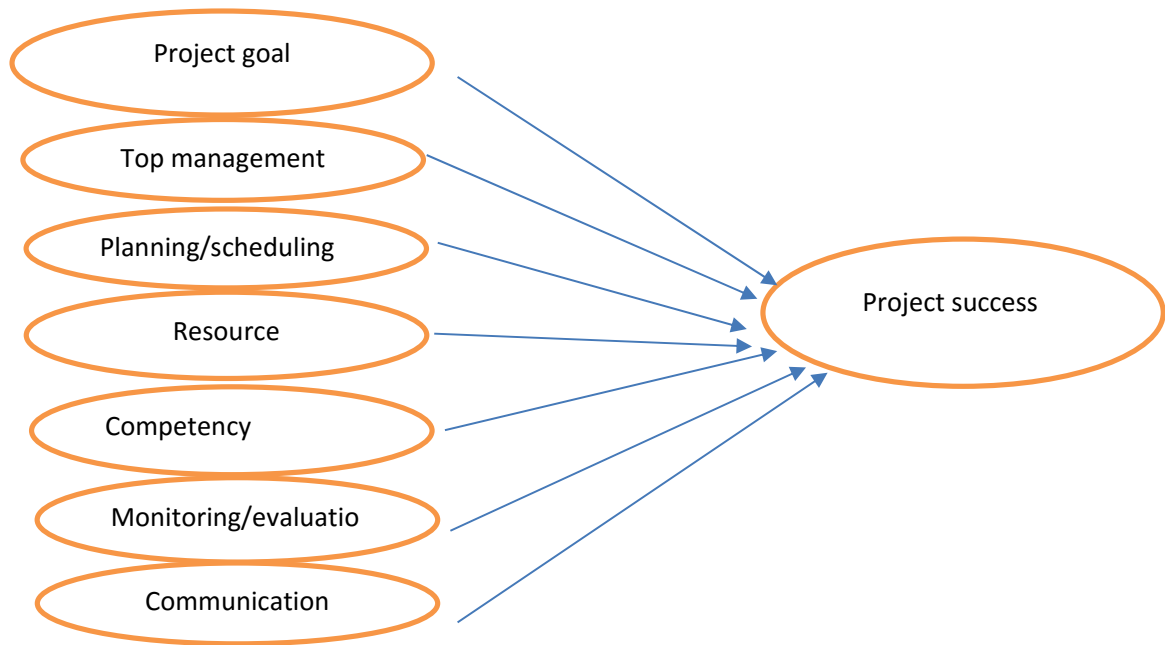 Project goal
Top management
Planning/scheduling
Project success
Resource
Competency
Monitoring/evaluatio
Communication